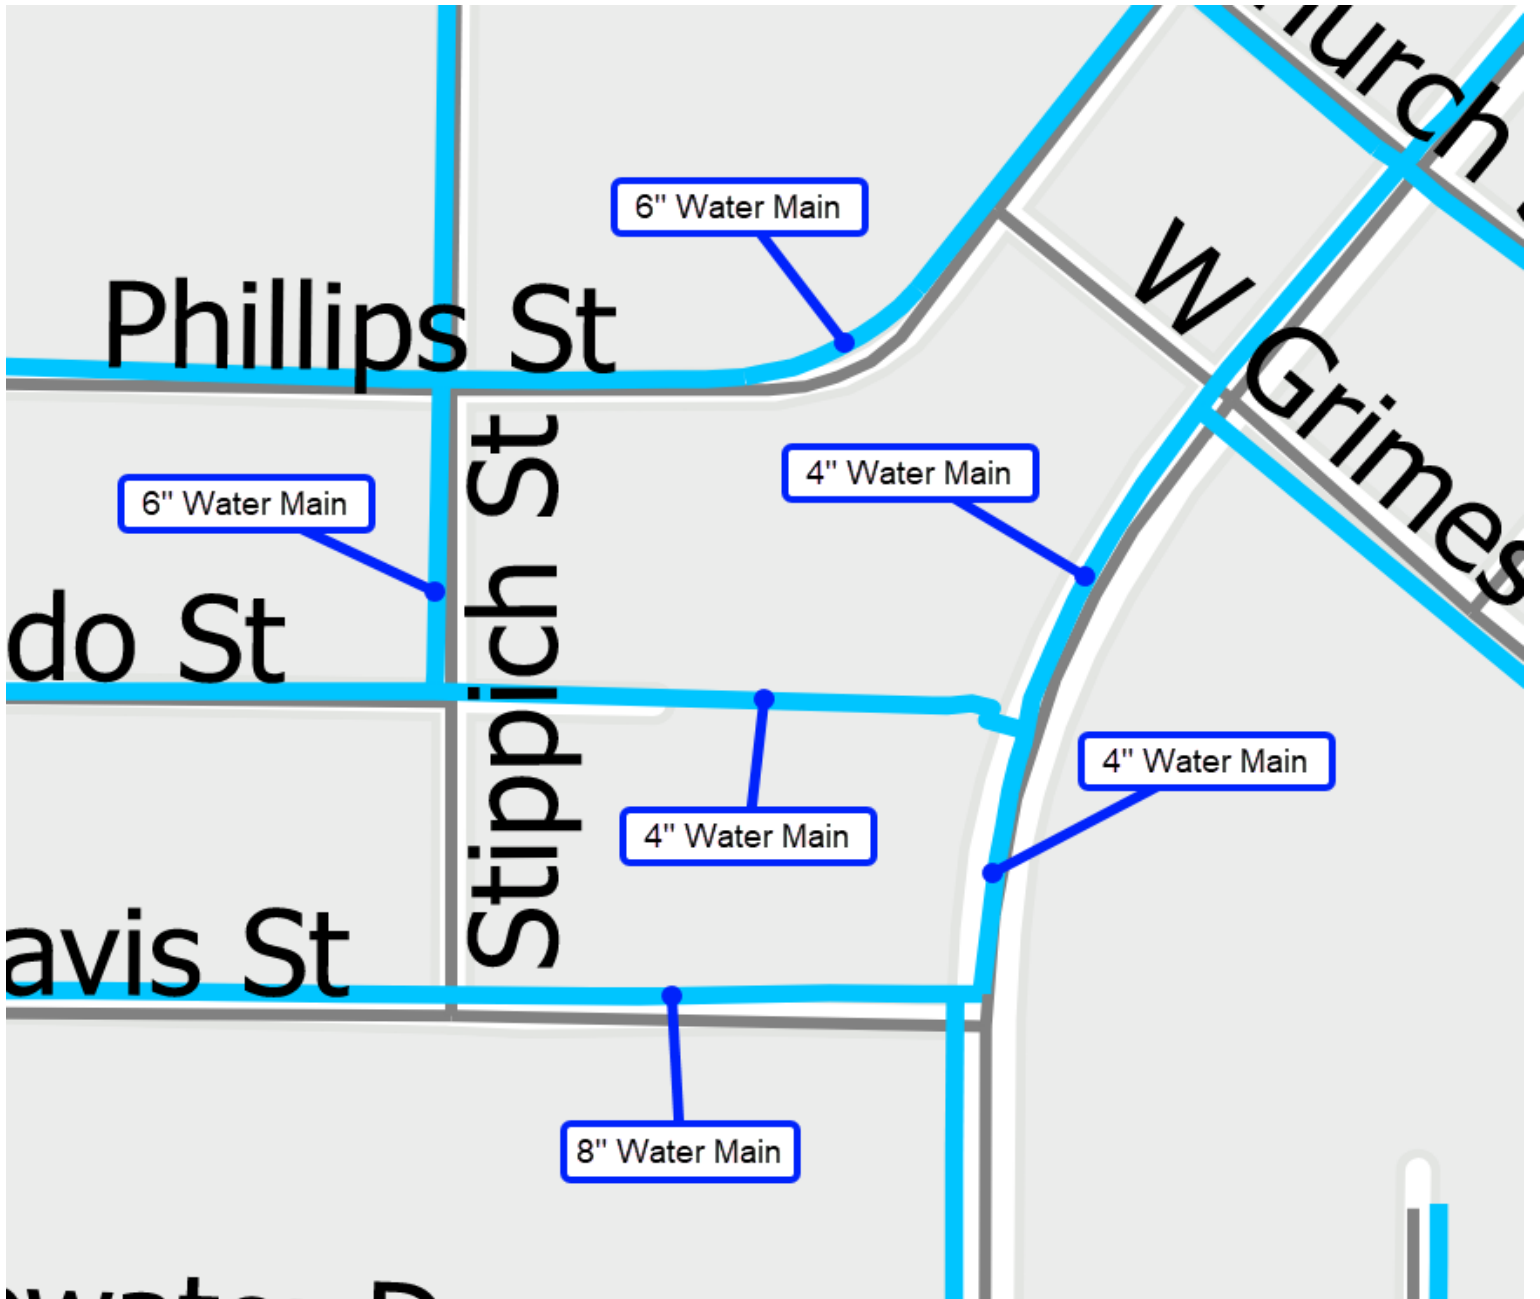 hurch
6" Water Main
W Grimes
Phillips St
4" Water Main
6" Water Main
Stippich St
do St
4" Water Main
4" Water Main
avis St
8" Water Main